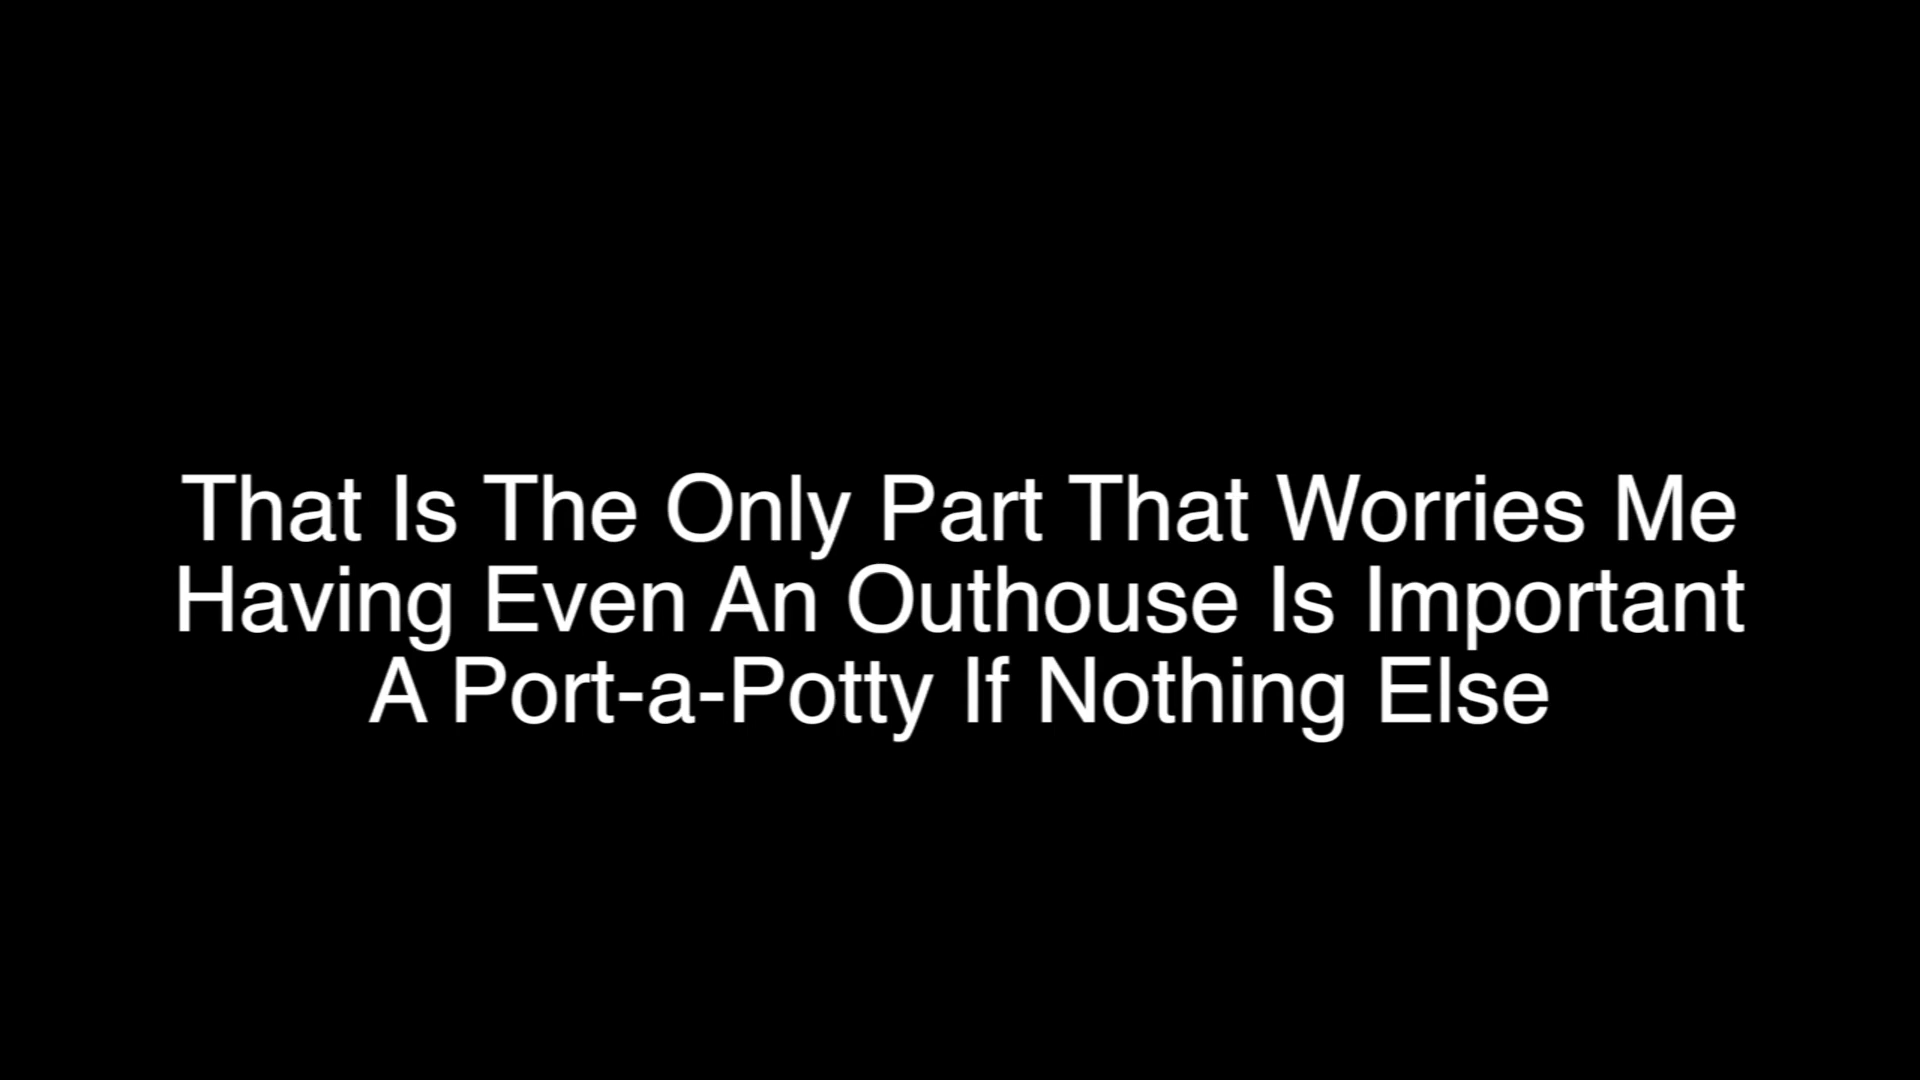 That Is The Only Part That Worries Me
Having Even An Outhouse Is Important
A Port-a-Potty If Nothing Else